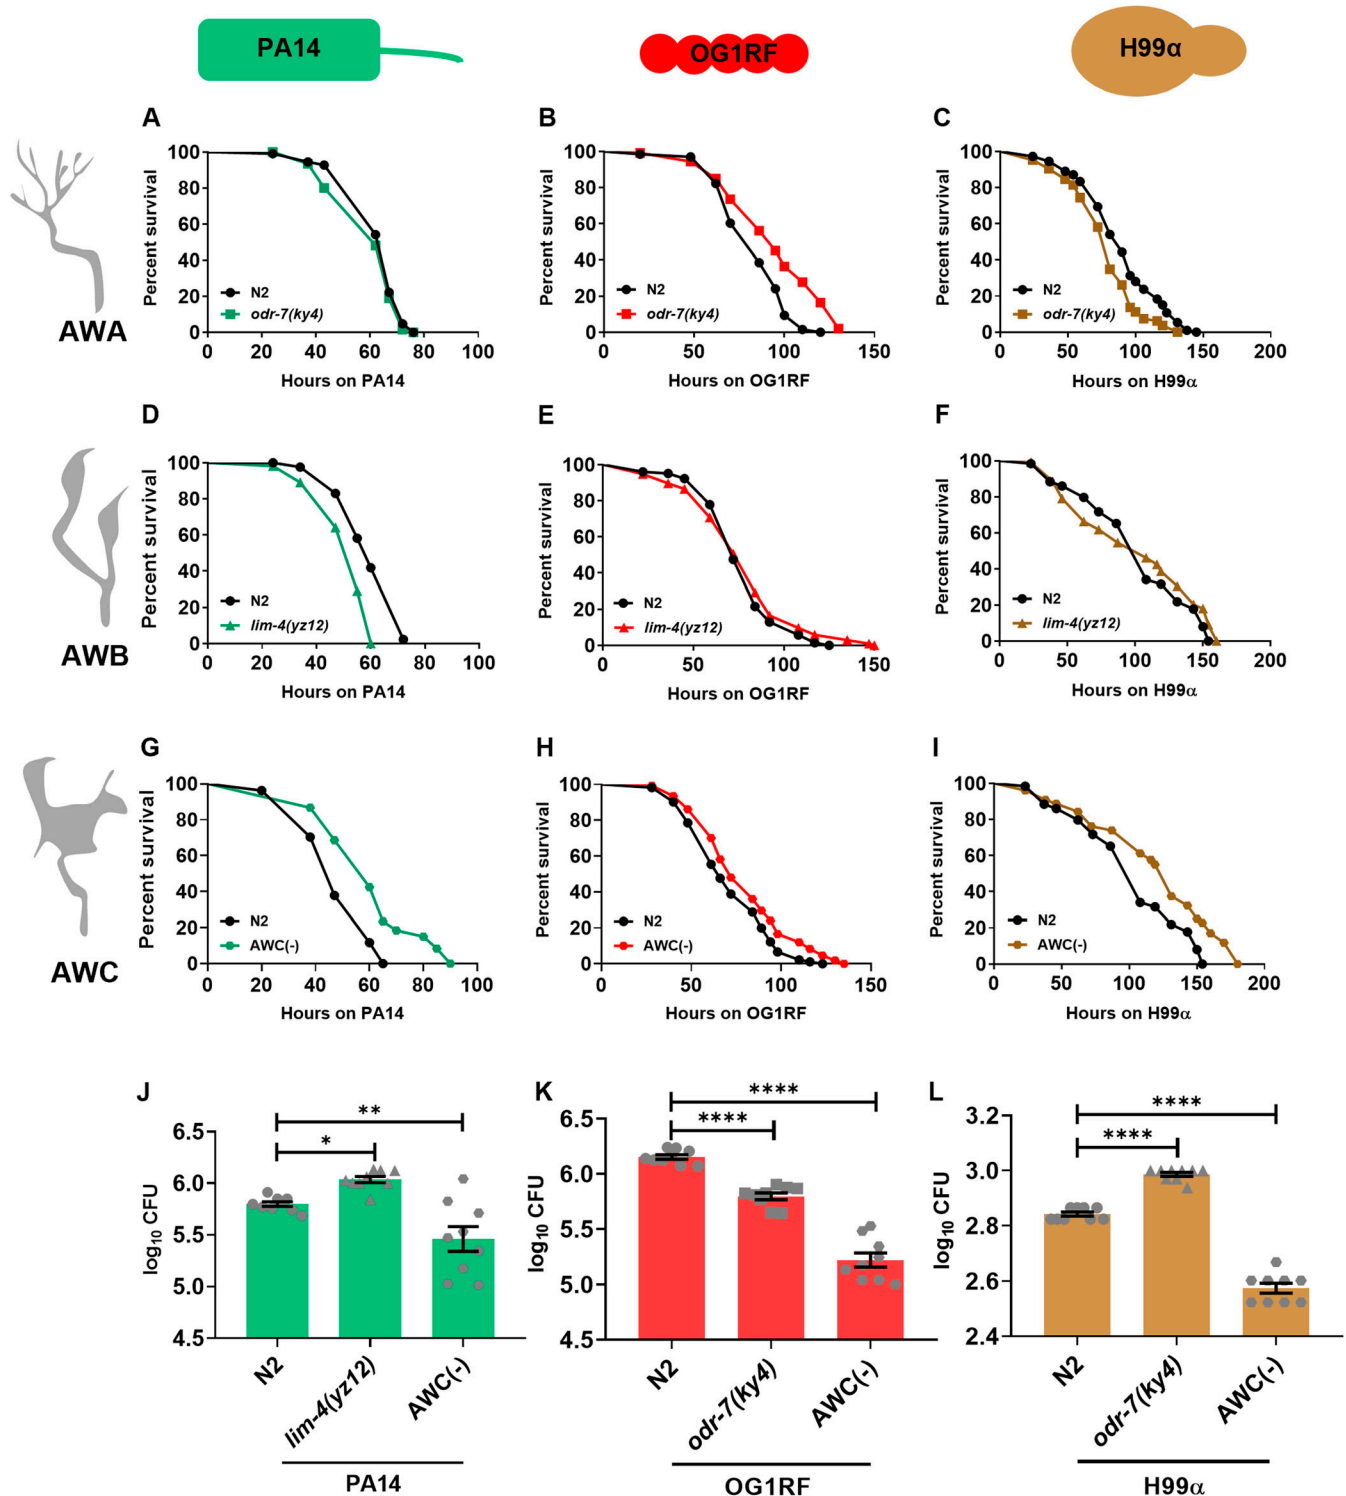 PA14
OG1RF
H99α
AWA
A
Percent survival
100
80
60
40
20
0
N2
odr-7(ky4)
0 20 40 60 80 100
Hours on PA14
B
Percent survival
100
80
60
40
20
0
N2
odr-7(ky4)
0 50 100 150
Hours on OG1RF
C
Percent survival
100
80
60
40
20
0
N2
odr-7(ky4)
0 50 100 150 200
Hours on H99α
AWB
D
Percent survival
100
80
60
40
20
0
N2
lim-4(yz12)
0 20 40 60 80 100
Hours on PA14
E
Percent survival
100
80
60
40
20
0
N2
lim-4(yz12)
0 50 100 150
Hours on OG1RF
F
Percent survival
100
80
60
40
20
0
N2
lim-4(yz12)
0 50 100 150 200
Hours on H99α
AWC
G
Percent survival
100
80
60
40
20
0
N2
AWC(-)
0 20 40 60 80 100
Hours on PA14
H
Percent survival
100
80
60
40
20
0
N2
AWC(-)
0 50 100 150
Hours on OG1RF
I
Percent survival
100
80
60
40
20
0
N2
AWC(-)
0 50 100 150 200
Hours on H99α
J
log10 CFU
6.5
6.0
5.5
5.0
4.5
**
*
N2
lim-4(yz12)
AWC(-)
PA14
K
log10 CFU
6.5
6.0
5.5
5.0
4.5
****
****
N2
odr-7(ky4)
AWC(-)
OG1RF
L
log10 CFU
3.2
3.0
2.8
2.6
2.4
****
****
N2
odr-7(ky4)
AWC(-)
H99α